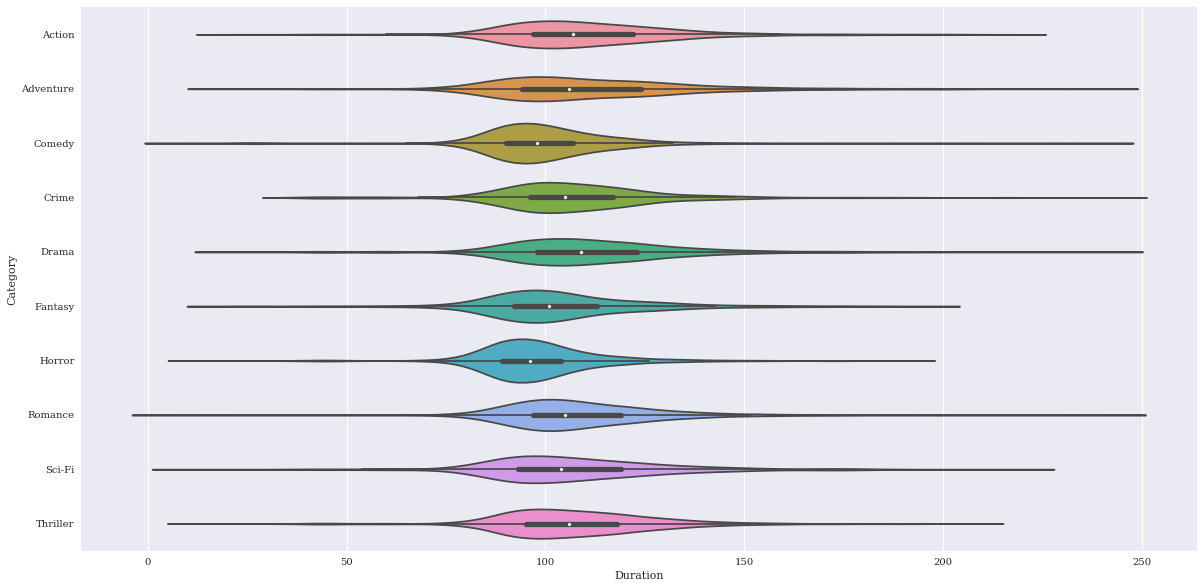 Action
Adventure
Comedy
Crime
Drama
Fantasy
Horror
Romance
Sci-Fi
Thriller
Category
0 50 100 150 200 250
Duration